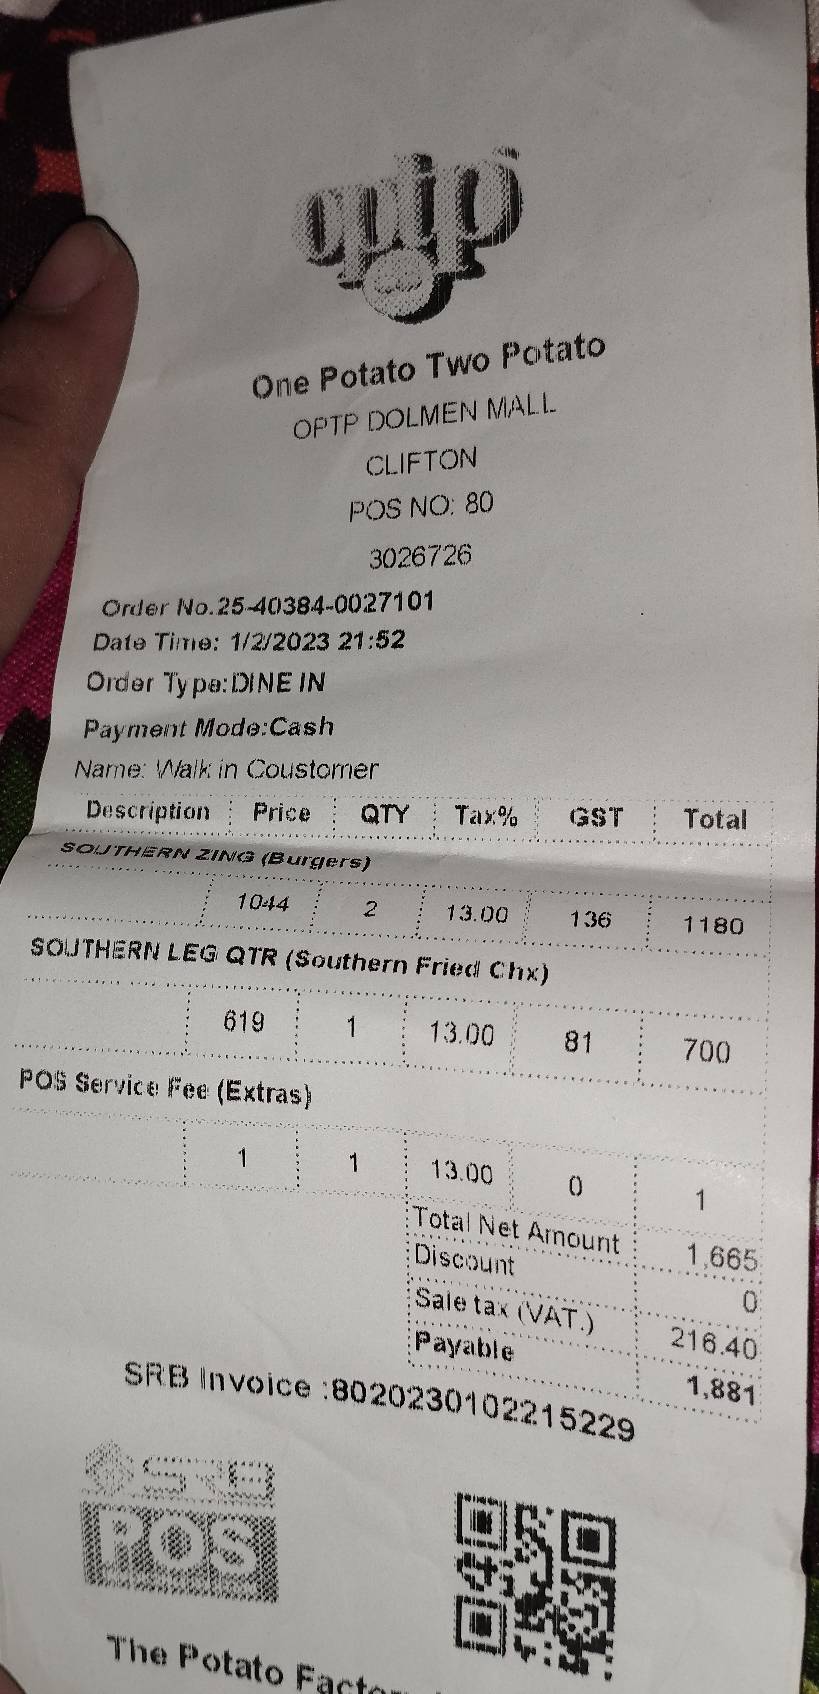 optp
One Potato Two Potato
OPTP DOLMEN MALL
CLIFTON
POS NO: 80
3026726
Order No.25-40384-0027101
Date Time: 1/2/2023 21:52
Order Type:DINE IN
Payment Mode:Cash
Name: Walk in Coustomer
Description Price QTY Tax% GST Total
SOUTHERN ZING (Burgers)
1044 2 13.00 136 1180
SOUTHERN LEG QTR (Southern Fried Chx)
619 1 13.00 81 700
POS Service Fee (Extras)
1 1 13.00 0 1
Total Net Amount 1,665
Discount 0
Sale tax (VAT.) 216.40
Payable 1,881
SRB Invoice :8020230102215229
SRB
POS
The Potato